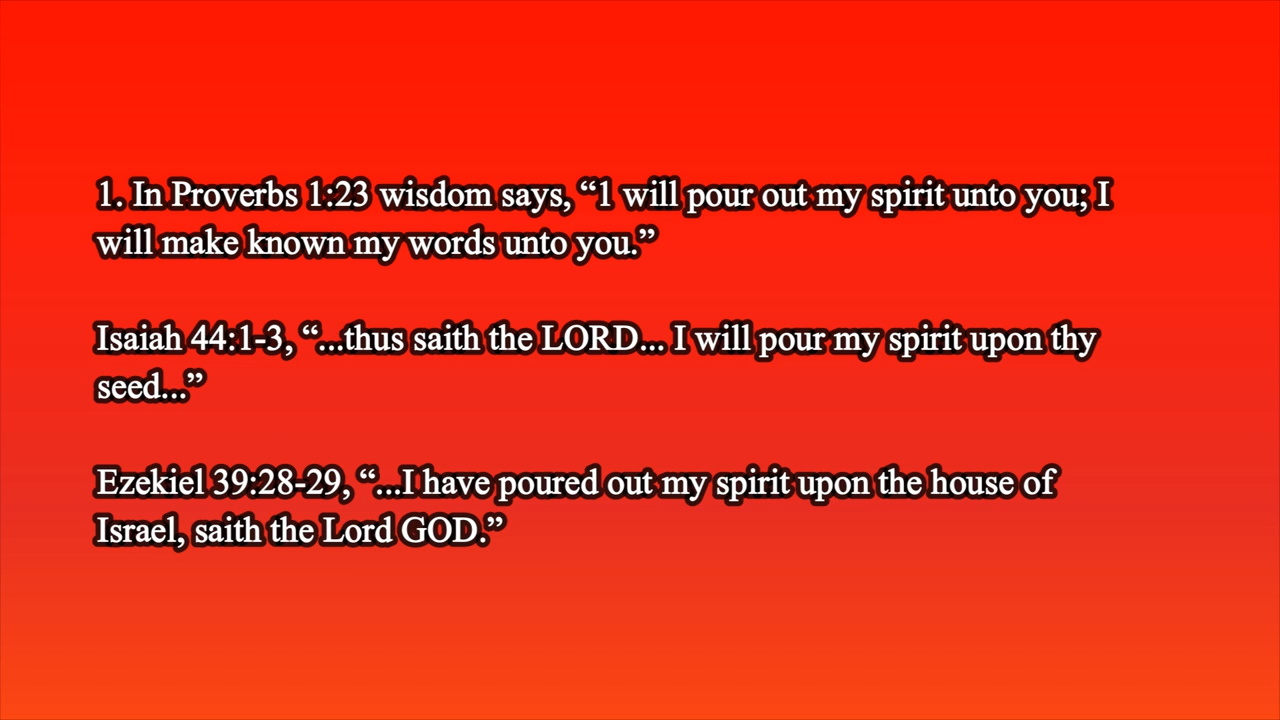 1. In Proverbs 1:23 wisdom says, “1 will pour out my spirit unto you; I
will make known my words unto you.”
Isaiah 44:1-3, “...thus saith the LORD... I will pour my spirit upon thy
seed...”
Ezekiel 39:28-29, “...I have poured out my spirit upon the house of
Israel, saith the Lord GOD.”